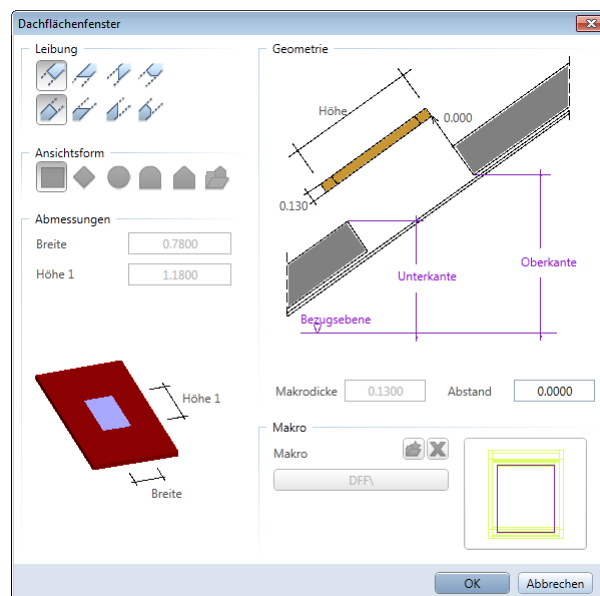 Dachflächenfenster
Leibung
Ansichtsform
Abmessungen
Breite 0.7800
Höhe 1 1.1800
Höhe 1
Breite
Geometrie
Höhe
0.000
0.130
Unterkante
Oberkante
Bezugsebene
Makrodicke 0.1300 Abstand 0.0000
Makro
Makro
DFF\
OK Abbrechen